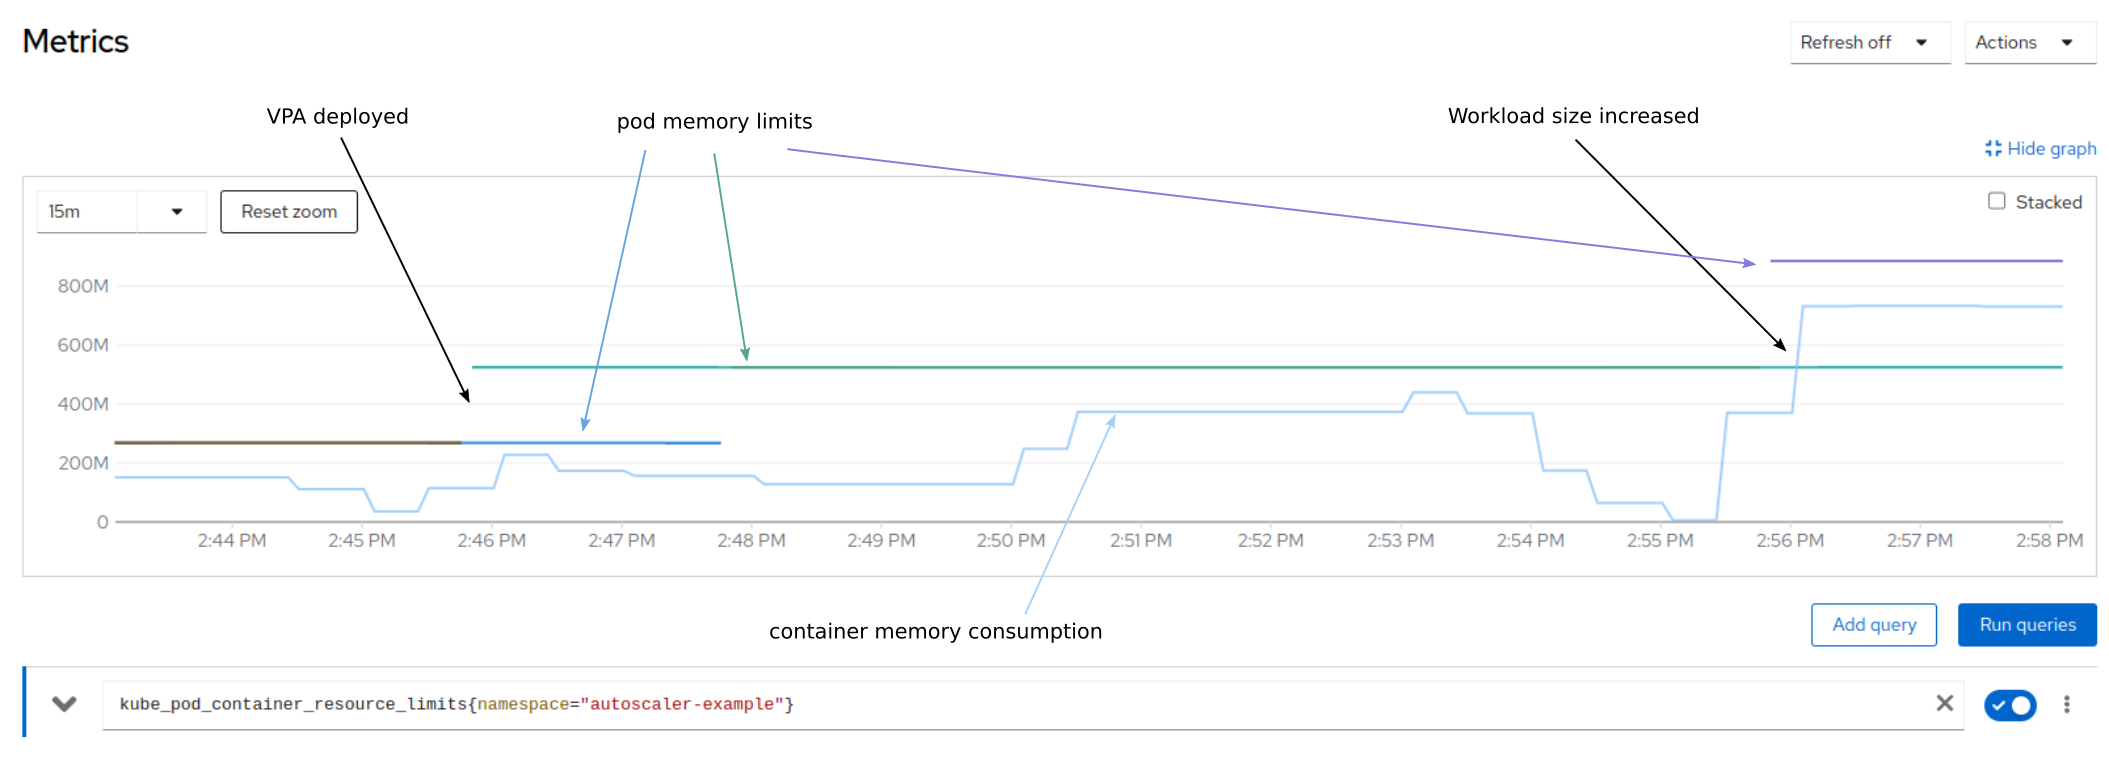 Metrics
Refresh off
Actions
VPA deployed
pod memory limits
Workload size increased
Hide graph
15m
Reset zoom
Stacked
800M
600M
400M
200M
0
2:44 PM 2:45 PM 2:46 PM 2:47 PM 2:48 PM 2:49 PM 2:50 PM 2:51 PM 2:52 PM 2:53 PM 2:54 PM 2:55 PM 2:56 PM 2:57 PM 2:58 PM
container memory consumption
Add query
Run queries
kube_pod_container_resource_limits{namespace="autoscaler-example"}